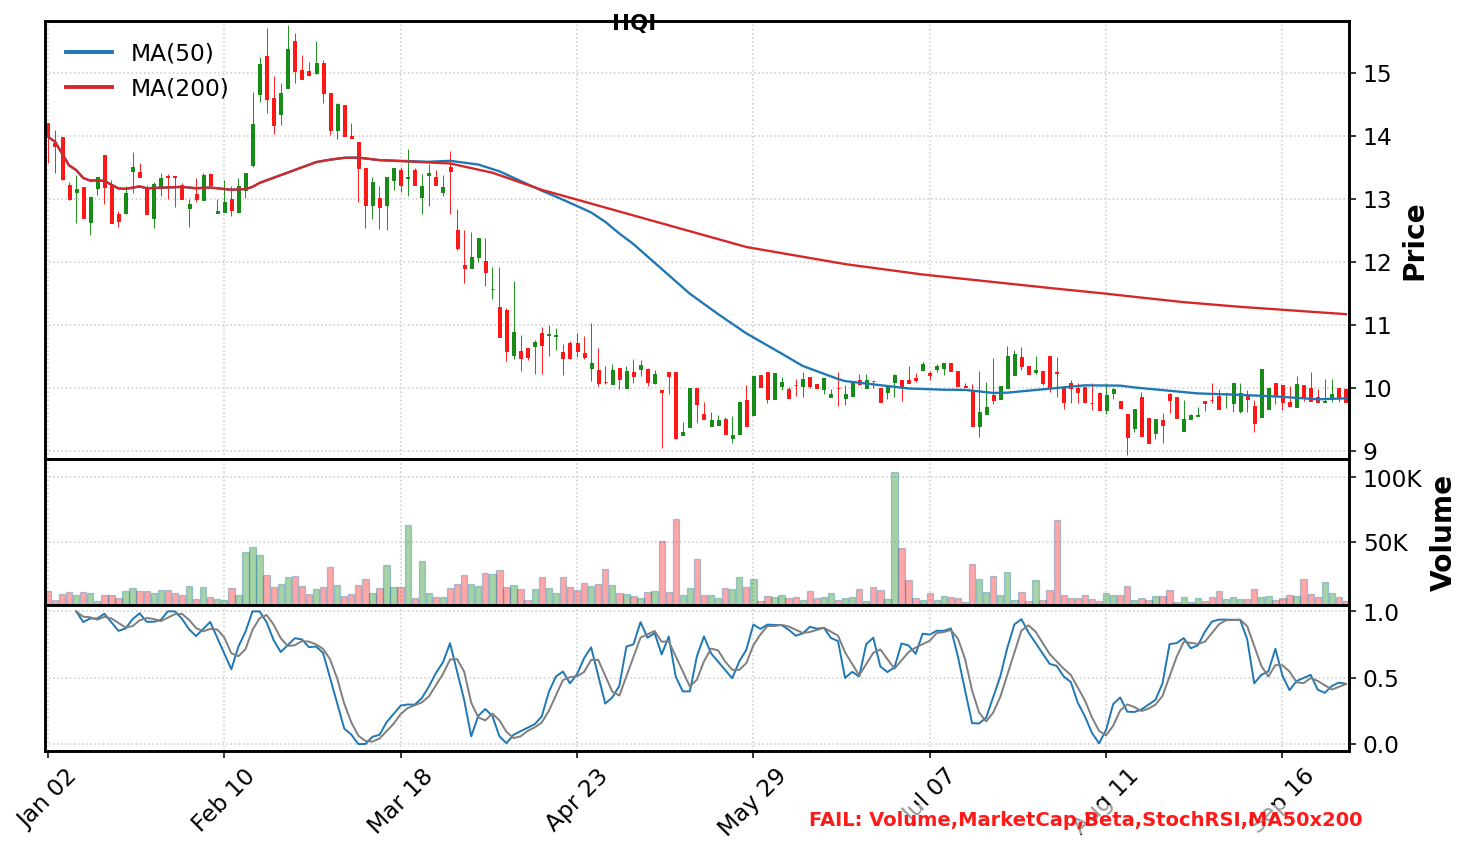 HQI
MA(50)
MA(200)
15
14
13
12
11
10
9
Price
100K
50K
Volume
1.0
0.5
0.0
Jan 02
Feb 10
Mar 18
Apr 23
May 29
Jul 07
Aug 11
Sep 16
FAIL: Volume,MarketCap,Beta,StochRSI,MA50x200